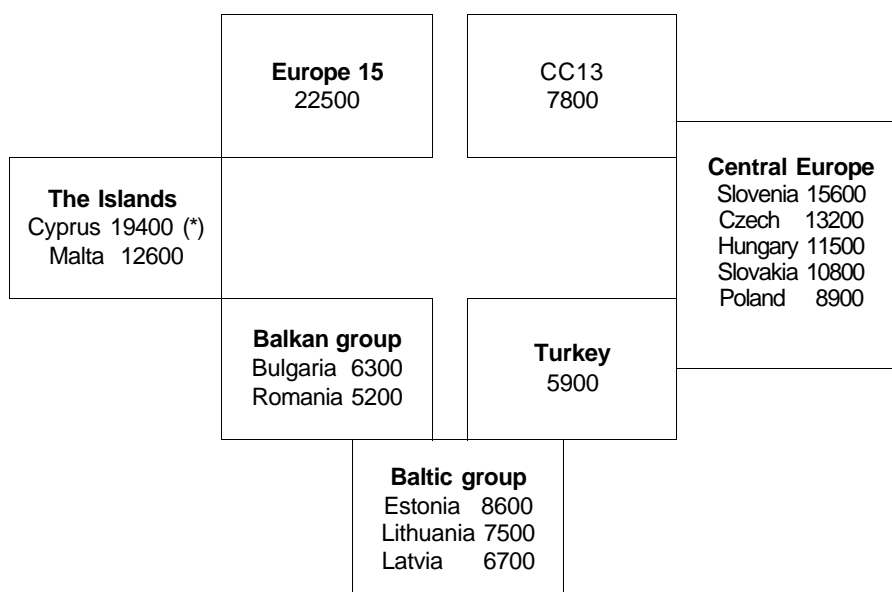 Europe 15
22500
CC13
7800
The Islands
Cyprus 19400 (*)
Malta 12600
Central Europe
Slovenia 15600
Czech 13200
Hungary 11500
Slovakia 10800
Poland 8900
Balkan group
Bulgaria 6300
Romania 5200
Turkey
5900
Baltic group
Estonia 8600
Lithuania 7500
Latvia 6700